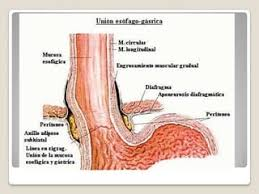 Unión esófago-gástrica
M. circular
M. longitudinal
Mucosa
esofágica
Engrosamiento muscular gradual
Diafragma
Aponeurosis diafragmática
Peritoneo
Peritoneo
Anillo adiposo
subhiatal
Línea en zigzag.
Unión de la mucosa
esofágica y gástrica